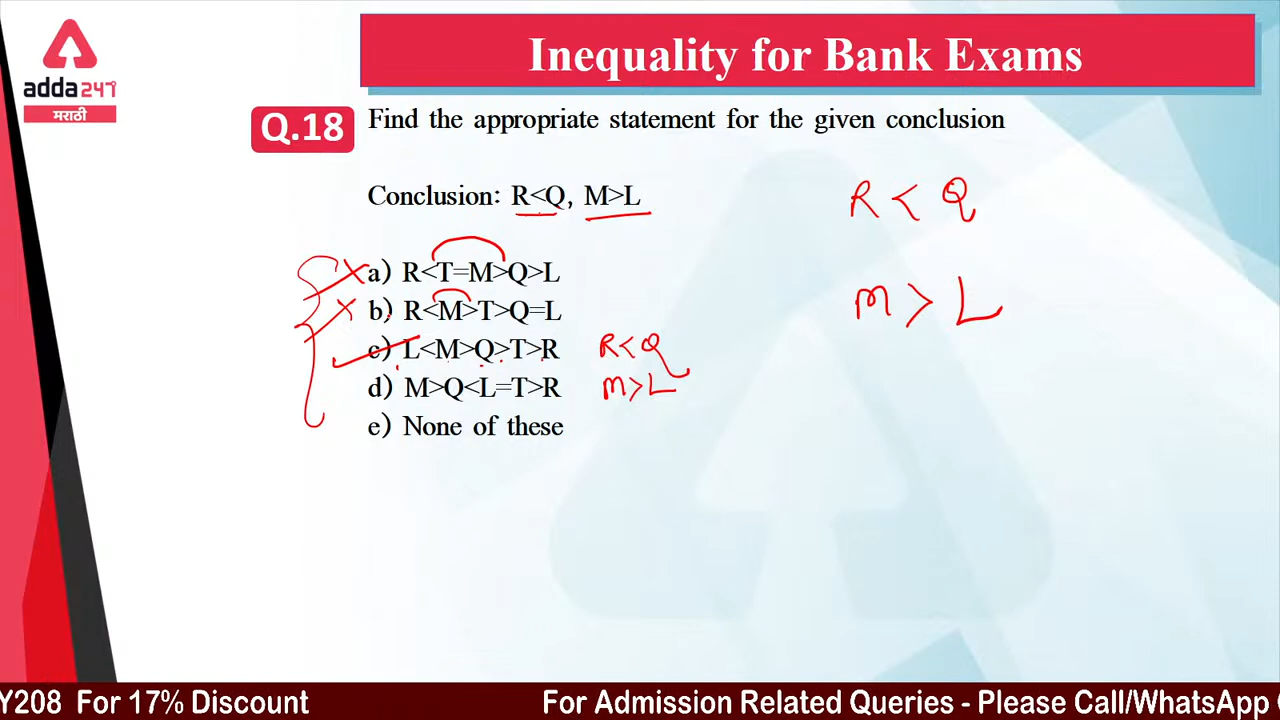 Inequality for Bank Exams
adda247
मराठी
Q.18 Find the appropriate statement for the given conclusion
Conclusion: R<Q, M>L
R < Q
a) R<T=M>Q>L
M > L
b) R<M>T>Q=L
c) L<M>Q>T>R R<Q
d) M>Q<L=T>R M>L
e) None of these
Y208 For 17% Discount For Admission Related Queries - Please Call/WhatsApp